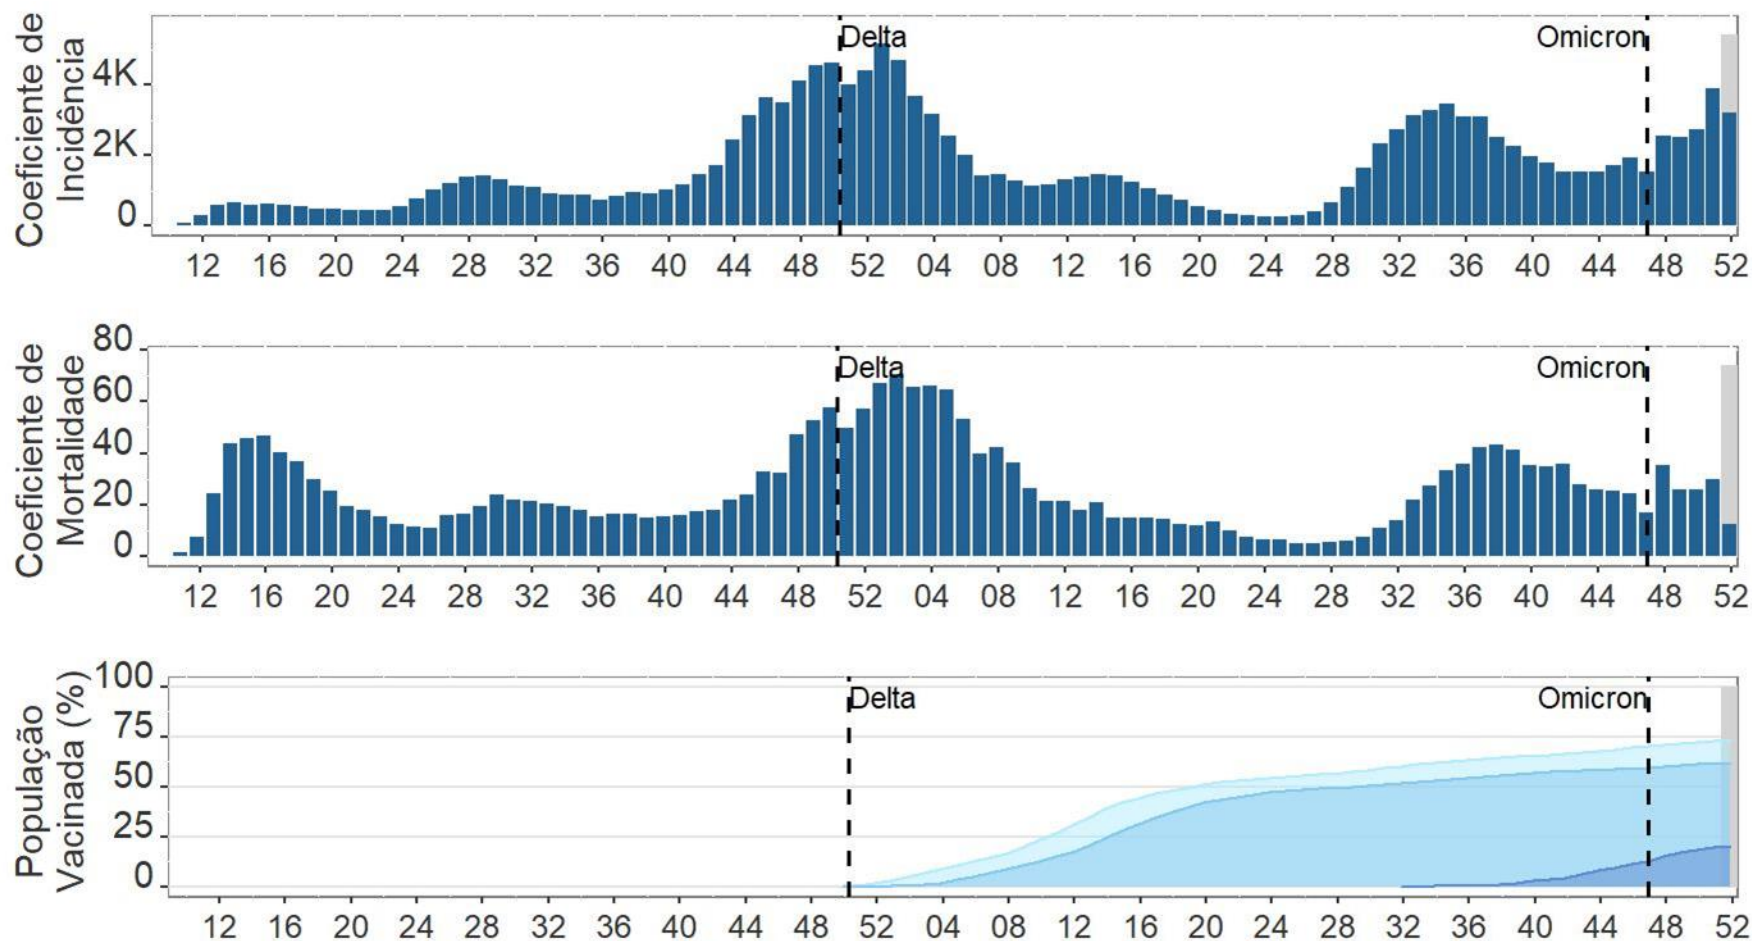 Coeficiente de
Incidência
4K
2K
0
Delta
Omicron
12 16 20 24 28 32 36 40 44 48 52 04 08 12 16 20 24 28 32 36 40 44 48 52
Coeficiente de
Mortalidade
80
60
40
20
0
Delta
Omicron
12 16 20 24 28 32 36 40 44 48 52 04 08 12 16 20 24 28 32 36 40 44 48 52
População
Vacinada (%)
100
75
50
25
0
Delta
Omicron
12 16 20 24 28 32 36 40 44 48 52 04 08 12 16 20 24 28 32 36 40 44 48 52